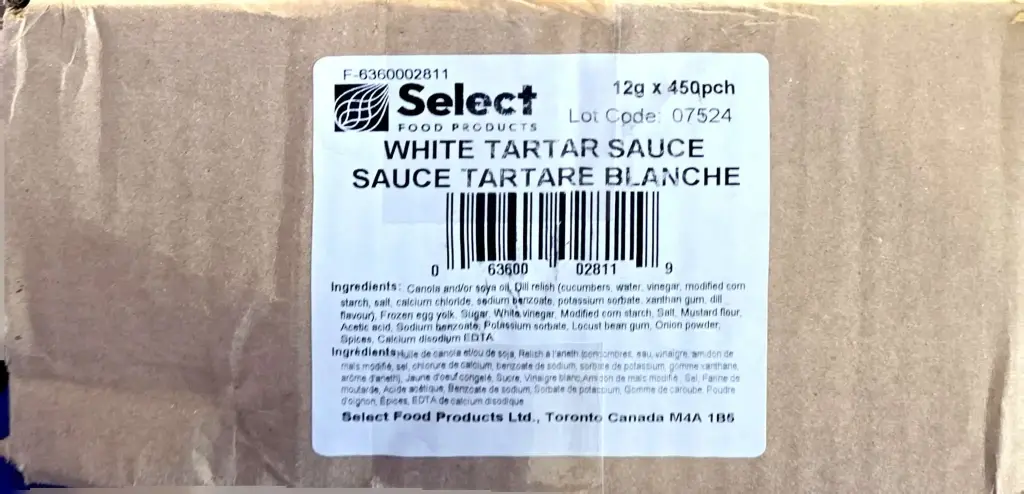 F-6360002811
Select
FOOD PRODUCTS
12g x 450pch
Lot Code: 07524
WHITE TARTAR SAUCE
SAUCE TARTARE BLANCHE
0 63600 02811 9
Ingredients: Canola and/or soya oil, Dill relish (cucumbers, water, vinegar, modified corn
starch, salt, calcium chloride, sodium benzoate, potassium sorbate, xanthan gum, dill
flavour), Frozen egg yolk, Sugar, White vinegar, Modified corn starch, Salt, Mustard flour,
Acetic acid, Sodium benzoate, Potassium sorbate, Locust bean gum, Onion powder,
Spices, Calcium disodium EDTA
Ingrédients Huile de canola et/ou de soja, Relish à l'aneth (concombres, eau, vinaigre, amidon de
maïs modifié, sel, chlorure de calcium, benzoate de sodium, sorbate de potassium, gomme xanthane,
arôme d'aneth), Jaune d'oeuf congelé, Sucre, Vinaigre blanc, Amidon de maïs modifié, Sel, Farine de
moutarde, Acide acétique, Benzoate de sodium, Sorbate de potassium, Gomme de caroube, Poudre
d'oignon, Épices, EDTA de calcium disodique
Select Food Products Ltd., Toronto Canada M4A 1B5